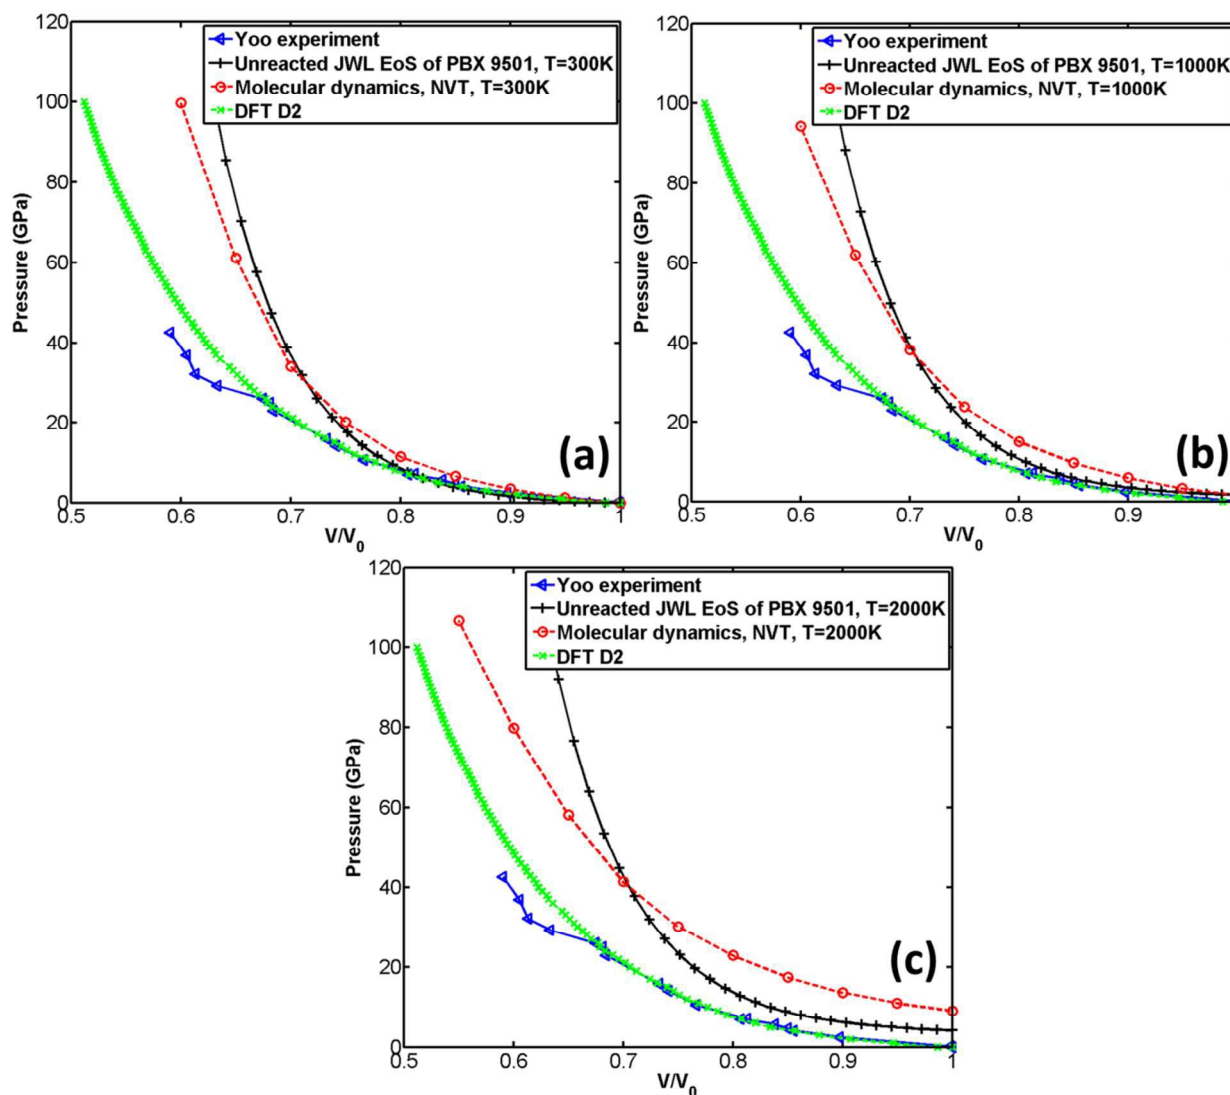 120
100
80
60
40
20
0
Pressure (GPa)
Yoo experiment
Unreacted JWL EoS of PBX 9501, T=300K
Molecular dynamics, NVT, T=300K
DFT D2
(a)
0.5 0.6 0.7 0.8 0.9 1
V/V0
120
100
80
60
40
20
0
Pressure (GPa)
Yoo experiment
Unreacted JWL EoS of PBX 9501, T=1000K
Molecular dynamics, NVT, T=1000K
DFT D2
(b)
0.5 0.6 0.7 0.8 0.9
V/V0
120
100
80
60
40
20
0
Pressure (GPa)
Yoo experiment
Unreacted JWL EoS of PBX 9501, T=2000K
Molecular dynamics, NVT, T=2000K
DFT D2
(c)
0.5 0.6 0.7 0.8 0.9 1
V/V0